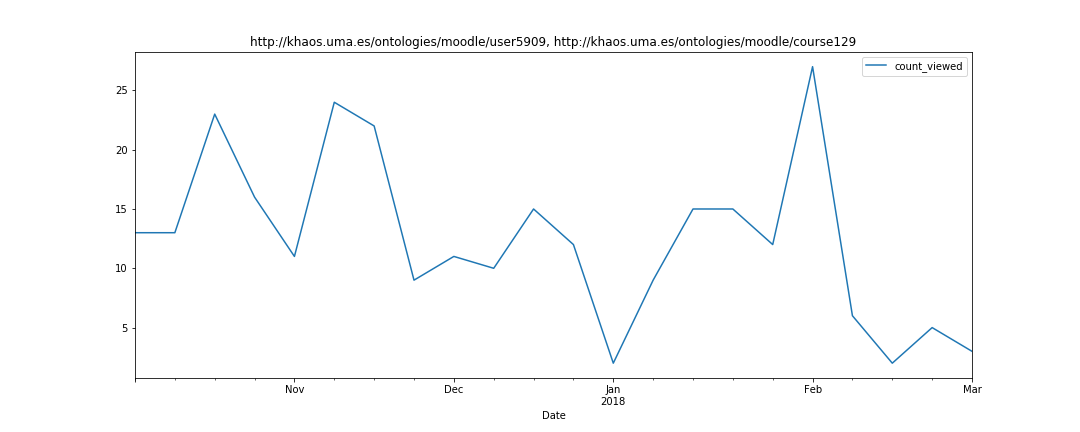 http://khaos.uma.es/ontologies/moodle/user5909, http://khaos.uma.es/ontologies/moodle/course129
count_viewed
25
20
15
10
5
Nov
Dec
Jan
2018
Feb
Mar
Date